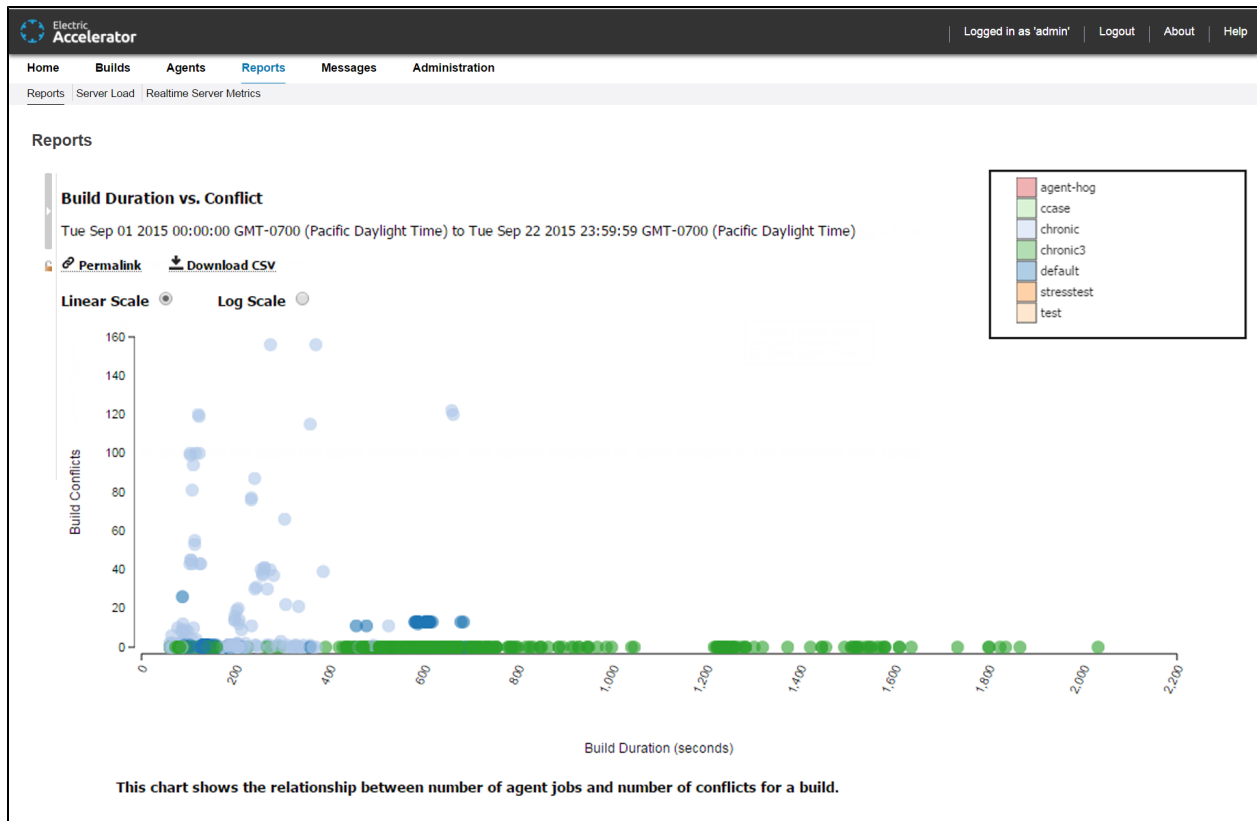 Electric
Accelerator
Logged in as 'admin' Logout About Help
Home Builds Agents Reports Messages Administration
Reports Server Load Realtime Server Metrics
Reports
Build Duration vs. Conflict
Tue Sep 01 2015 00:00:00 GMT-0700 (Pacific Daylight Time) to Tue Sep 22 2015 23:59:59 GMT-0700 (Pacific Daylight Time)
Permalink Download CSV
Linear Scale Log Scale
agent-hog
ccase
chronic
chronic3
default
stresstest
test
160
140
120
100
80
60
40
20
0
Build Conflicts
0 200 400 600 800 1,000 1,200 1,400 1,600 1,800 2,000 2,200
Build Duration (seconds)
This chart shows the relationship between number of agent jobs and number of conflicts for a build.